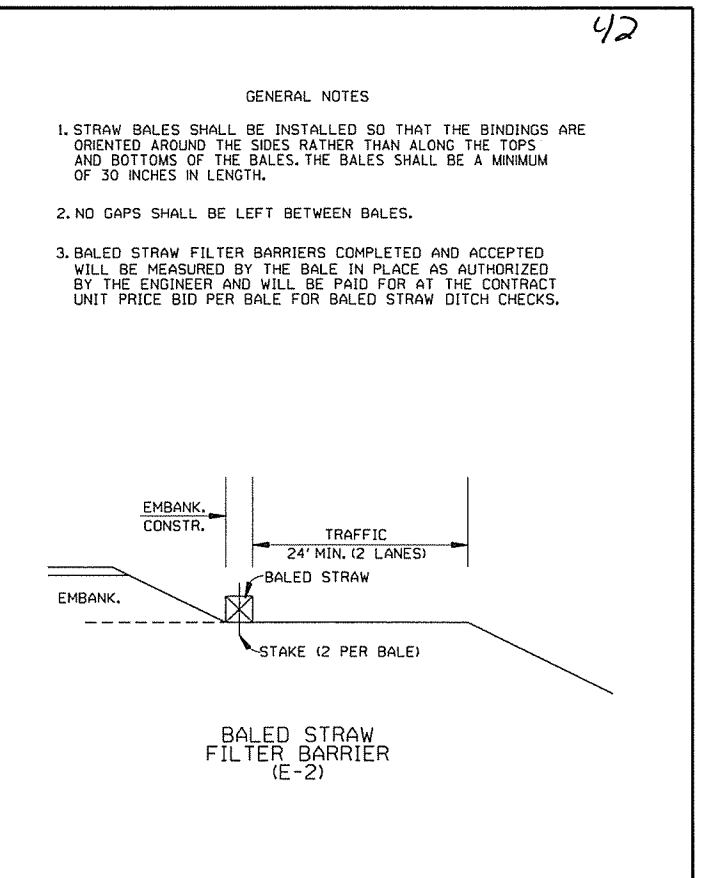 42
GENERAL NOTES
1. STRAW BALES SHALL BE INSTALLED SO THAT THE BINDINGS ARE
ORIENTED AROUND THE SIDES RATHER THAN ALONG THE TOPS
AND BOTTOMS OF THE BALES. THE BALES SHALL BE A MINIMUM
OF 30 INCHES IN LENGTH.
2. NO GAPS SHALL BE LEFT BETWEEN BALES.
3. BALED STRAW FILTER BARRIERS COMPLETED AND ACCEPTED
WILL BE MEASURED BY THE BALE IN PLACE AS AUTHORIZED
BY THE ENGINEER AND WILL BE PAID FOR AT THE CONTRACT
UNIT PRICE BID PER BALE FOR BALED STRAW DITCH CHECKS.
EMBANK.
CONSTR.
TRAFFIC
24' MIN. (2 LANES)
BALED STRAW
EMBANK.
STAKE (2 PER BALE)
BALED STRAW
FILTER BARRIER
(E-2)